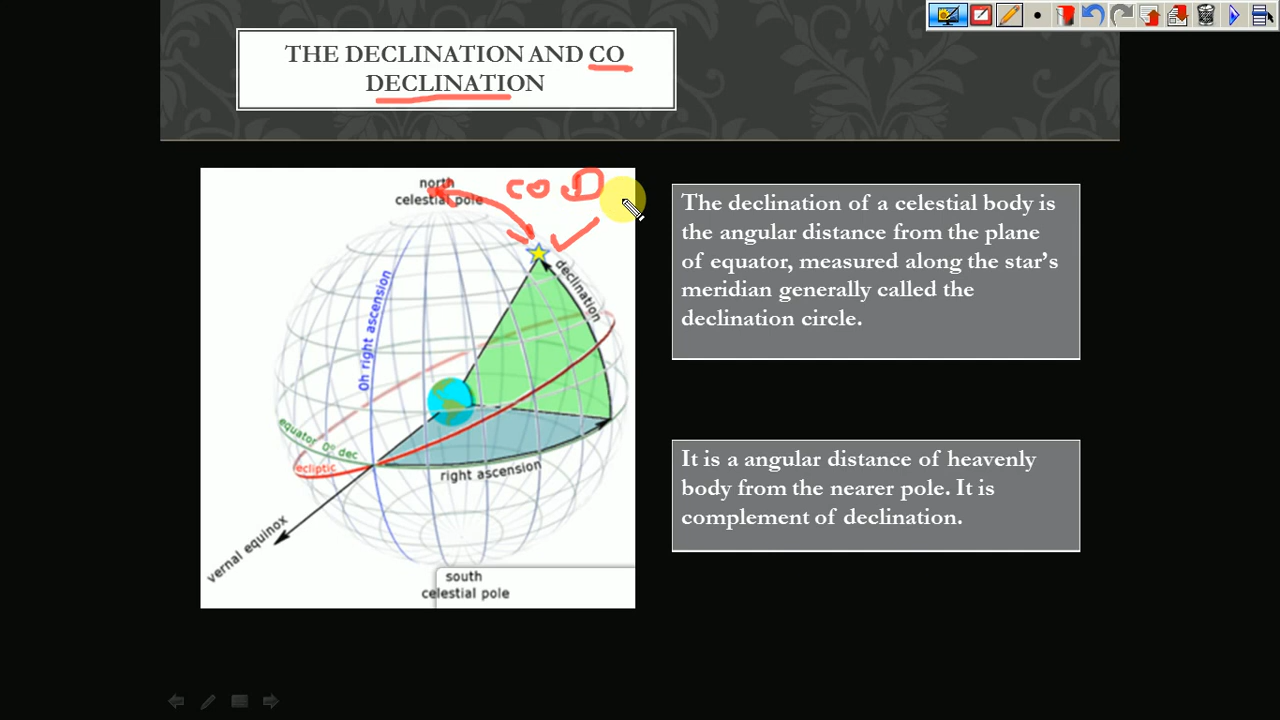 THE DECLINATION AND CO
DECLINATION
north
celestial pole
CO D
declination
0h right ascension
equator 0° dec
ecliptic
right ascension
vernal equinox
south
celestial pole
The declination of a celestial body is
the angular distance from the plane
of equator, measured along the star's
meridian generally called the
declination circle.
It is a angular distance of heavenly
body from the nearer pole. It is
complement of declination.